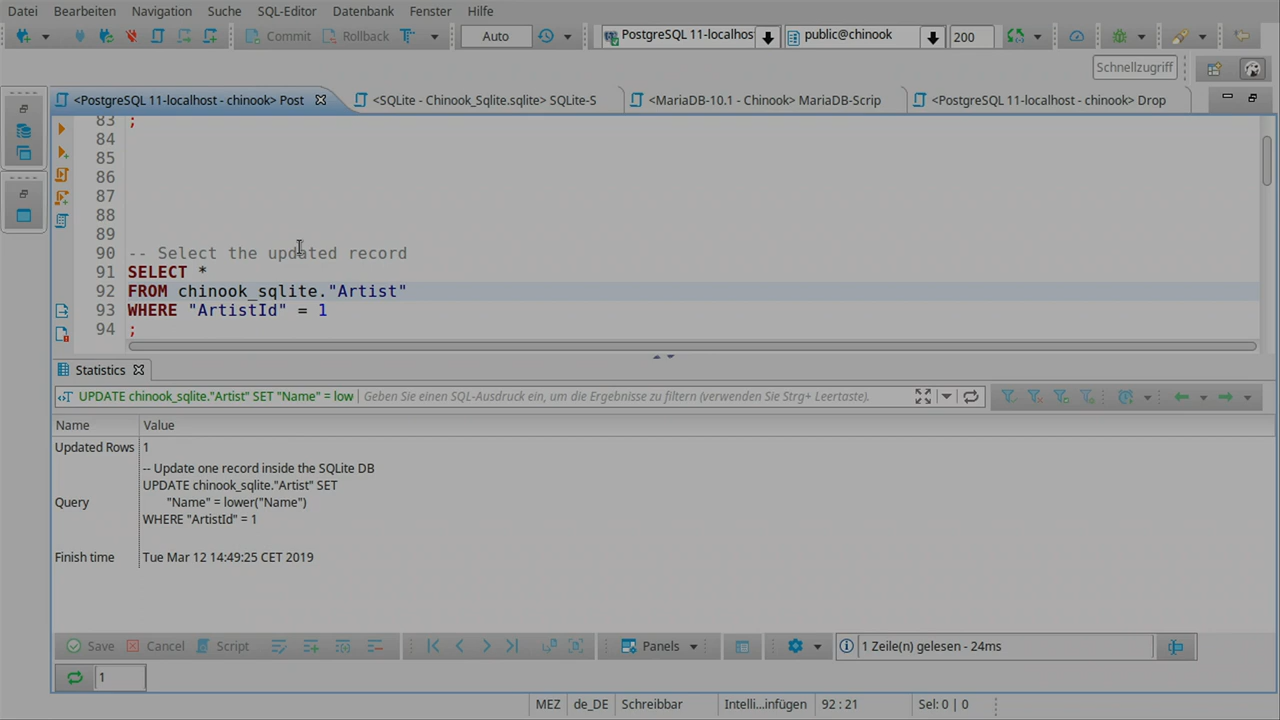 Datei Bearbeiten Navigation Suche SQL-Editor Datenbank Fenster Hilfe
Commit Rollback Auto PostgreSQL 11-localhost public@chinook 200
Schnellzugriff
<PostgreSQL 11-localhost - chinook> Post <SQLite - Chinook_Sqlite.sqlite> SQLite-S <MariaDB-10.1 - Chinook> MariaDB-Scrip <PostgreSQL 11-localhost - chinook> Drop
83 ;
84
85
86
87
88
89
90 -- Select the updated record
91 SELECT *
92 FROM chinook_sqlite."Artist"
93 WHERE "ArtistId" = 1
94 ;
Statistics
UPDATE chinook_sqlite."Artist" SET "Name" = low Geben Sie einen SQL-Ausdruck ein, um die Ergebnisse zu filtern (verwenden Sie Strg+ Leertaste).
Name Value
Updated Rows 1
-- Update one record inside the SQLite DB
UPDATE chinook_sqlite."Artist" SET
Query "Name" = lower("Name")
WHERE "ArtistId" = 1
Finish time Tue Mar 12 14:49:25 CET 2019
Save Cancel Script Panels 1 Zeile(n) gelesen - 24ms
1
MEZ de_DE Schreibbar Intelli...infügen 92 : 21 Sel: 0 | 0